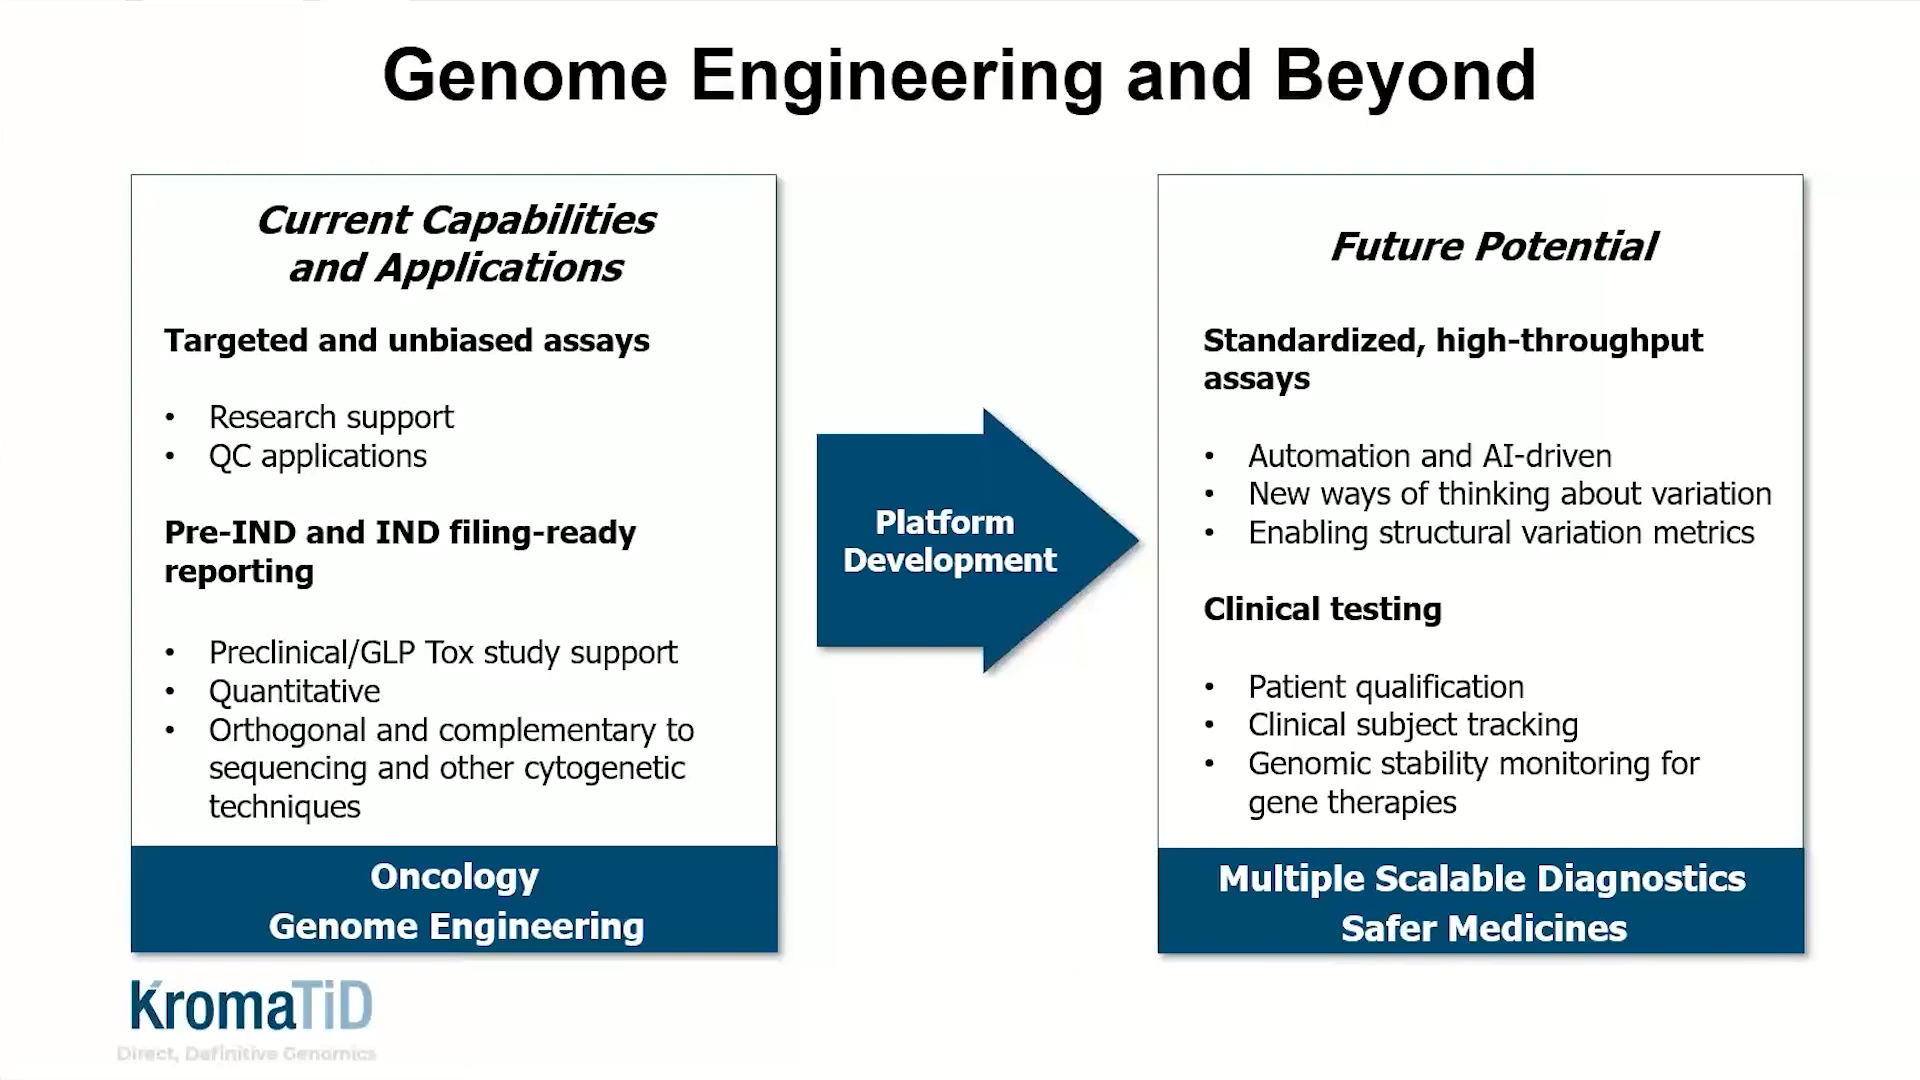 Genome Engineering and Beyond
Current Capabilities
and Applications
Targeted and unbiased assays
• Research support
• QC applications
Pre-IND and IND filing-ready
reporting
• Preclinical/GLP Tox study support
• Quantitative
• Orthogonal and complementary to
sequencing and other cytogenetic
techniques
Oncology
Genome Engineering
Platform
Development
Future Potential
Standardized, high-throughput
assays
• Automation and AI-driven
• New ways of thinking about variation
• Enabling structural variation metrics
Clinical testing
• Patient qualification
• Clinical subject tracking
• Genomic stability monitoring for
gene therapies
Multiple Scalable Diagnostics
Safer Medicines
KromaTiD
Direct, Definitive Genomics